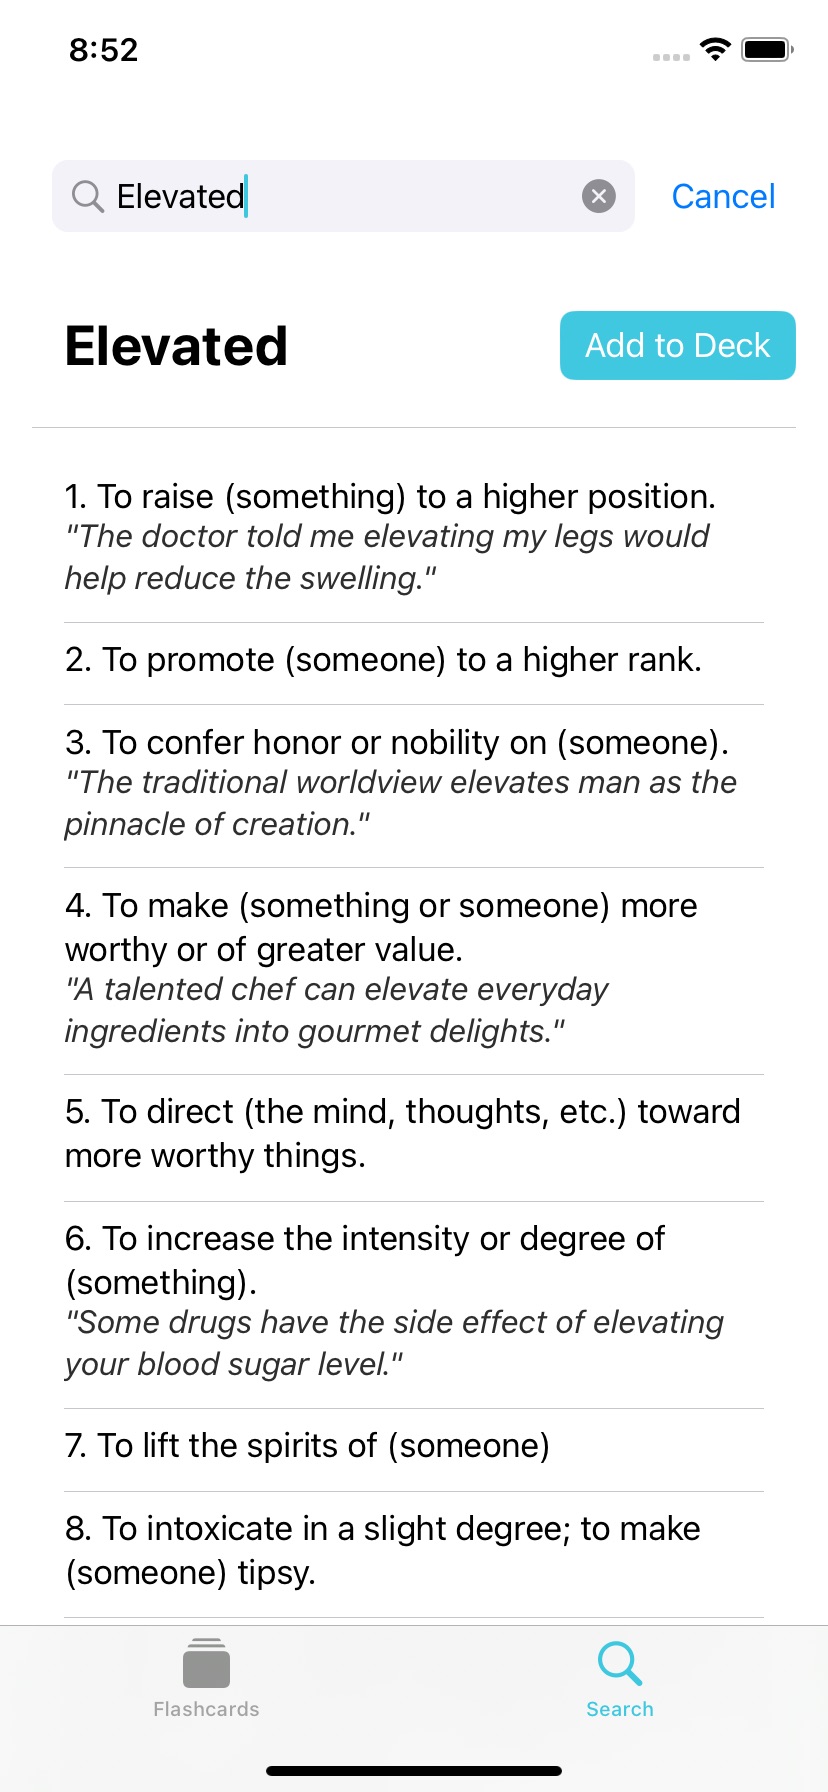 8:52
Elevated
Cancel
Elevated
Add to Deck
1. To raise (something) to a higher position.
"The doctor told me elevating my legs would
help reduce the swelling."
2. To promote (someone) to a higher rank.
3. To confer honor or nobility on (someone).
"The traditional worldview elevates man as the
pinnacle of creation."
4. To make (something or someone) more
worthy or of greater value.
"A talented chef can elevate everyday
ingredients into gourmet delights."
5. To direct (the mind, thoughts, etc.) toward
more worthy things.
6. To increase the intensity or degree of
(something).
"Some drugs have the side effect of elevating
your blood sugar level."
7. To lift the spirits of (someone)
8. To intoxicate in a slight degree; to make
(someone) tipsy.
Flashcards
Search